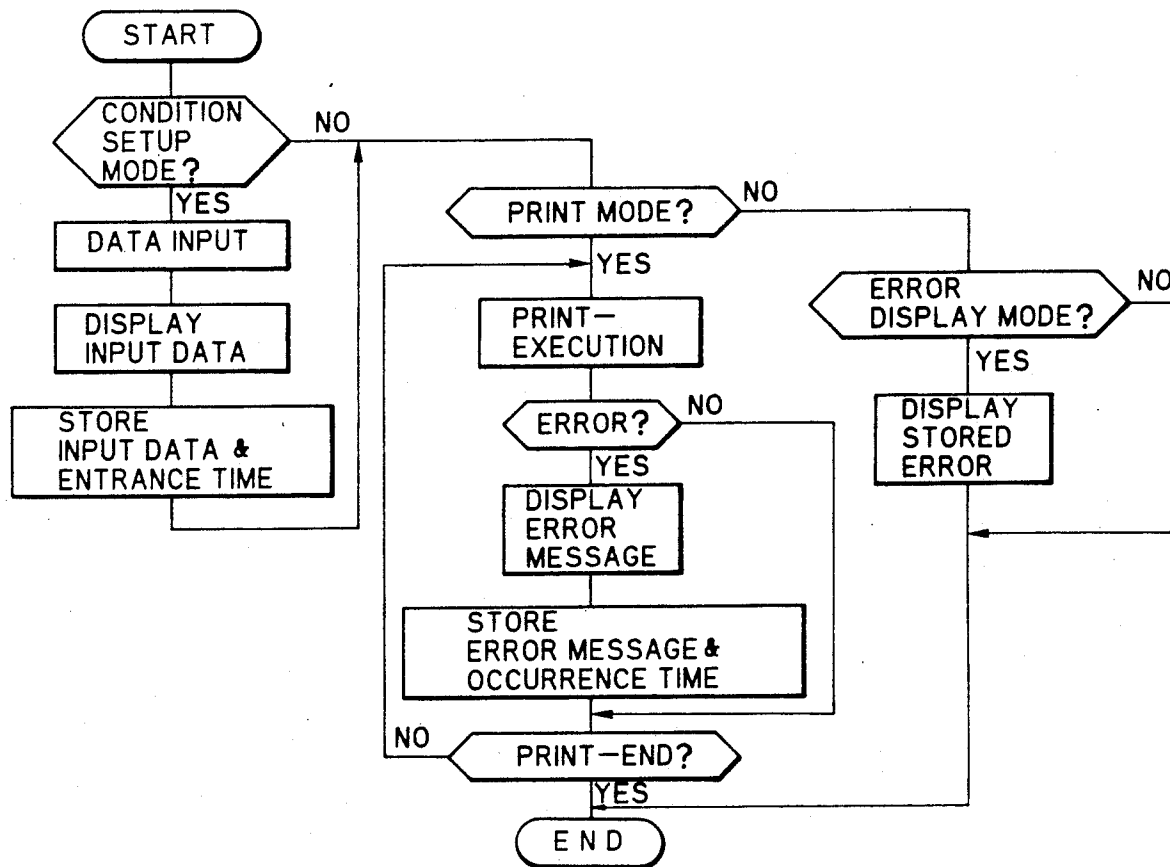 START
CONDITION
SETUP
MODE?
NO
YES
DATA INPUT
DISPLAY
INPUT DATA
STORE
INPUT DATA &
ENTRANCE TIME
PRINT MODE?
NO
YES
PRINT-
EXECUTION
ERROR?
NO
YES
DISPLAY
ERROR
MESSAGE
STORE
ERROR MESSAGE &
OCCURRENCE TIME
NO
PRINT-END?
YES
ERROR
DISPLAY MODE?
NO
YES
DISPLAY
STORED
ERROR
END